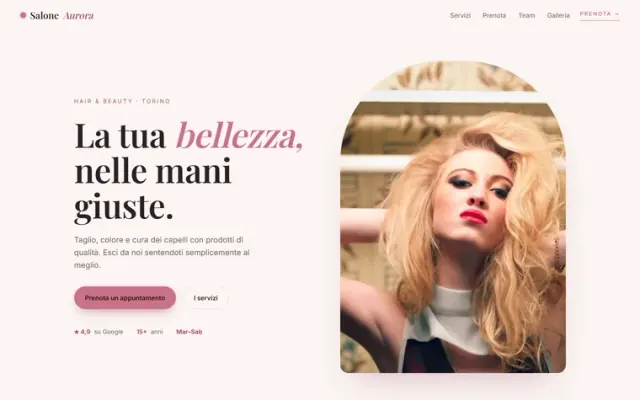 Salone Aurora
Servizi Prenota Team Galleria PRENOTA →
HAIR & BEAUTY · TORINO
La tua bellezza,
nelle mani
giuste.
Taglio, colore e cura dei capelli con prodotti di
qualità. Esci da noi sentendoti semplicemente al
meglio.
Prenota un appuntamento I servizi
★ 4,9 su Google 15+ anni Mar–Sab